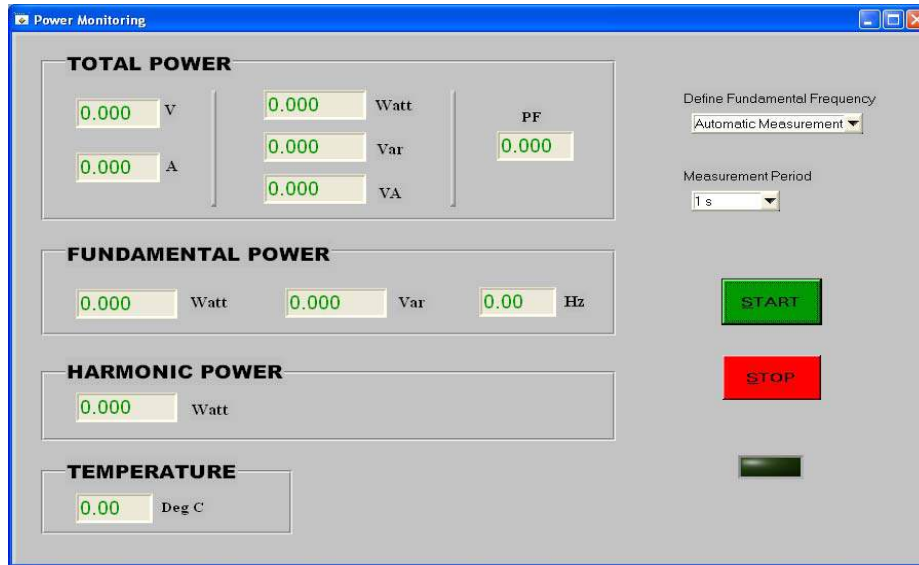 Power Monitoring
TOTAL POWER
0.000 V
0.000 A
0.000 Watt
0.000 Var
0.000 VA
PF
0.000
Define Fundamental Frequency
Automatic Measurement
Measurement Period
1 s
FUNDAMENTAL POWER
0.000 Watt 0.000 Var 0.00 Hz
START
HARMONIC POWER
0.000 Watt
STOP
TEMPERATURE
0.00 Deg C